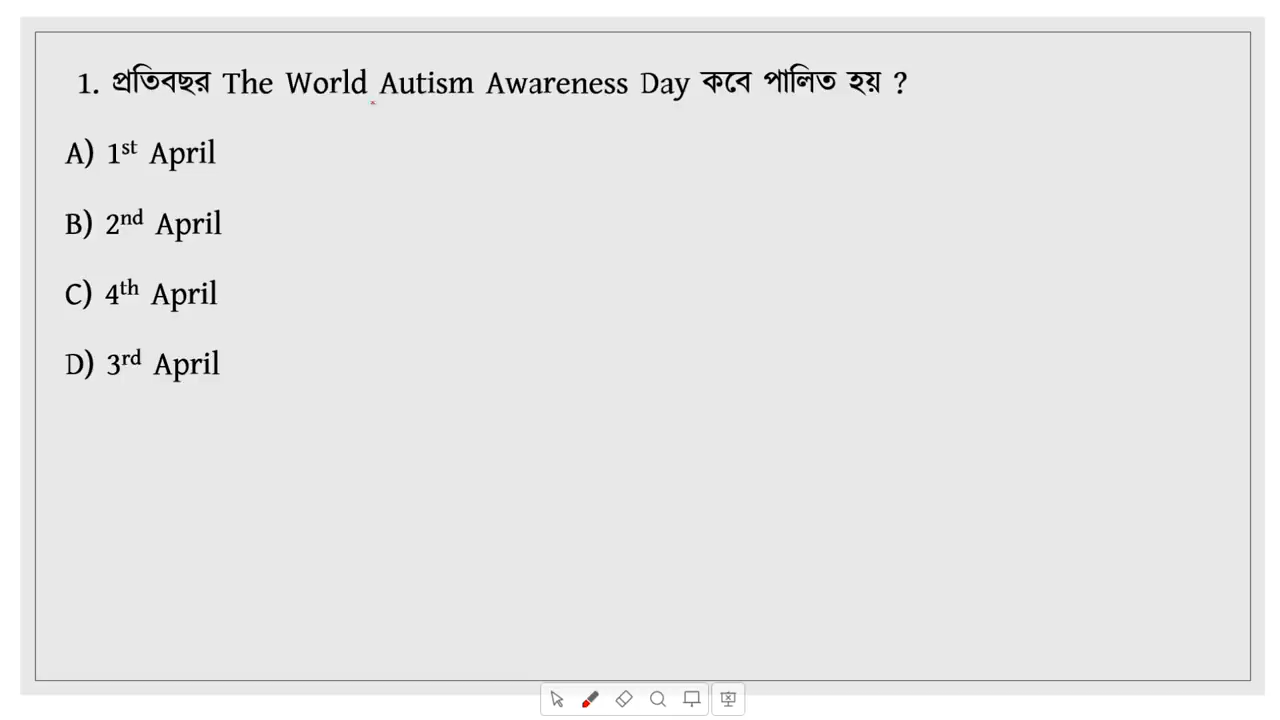 1. প্রতিবছর The World Autism Awareness Day কবে পালিত হয় ?
A) 1st April
B) 2nd April
C) 4th April
D) 3rd April